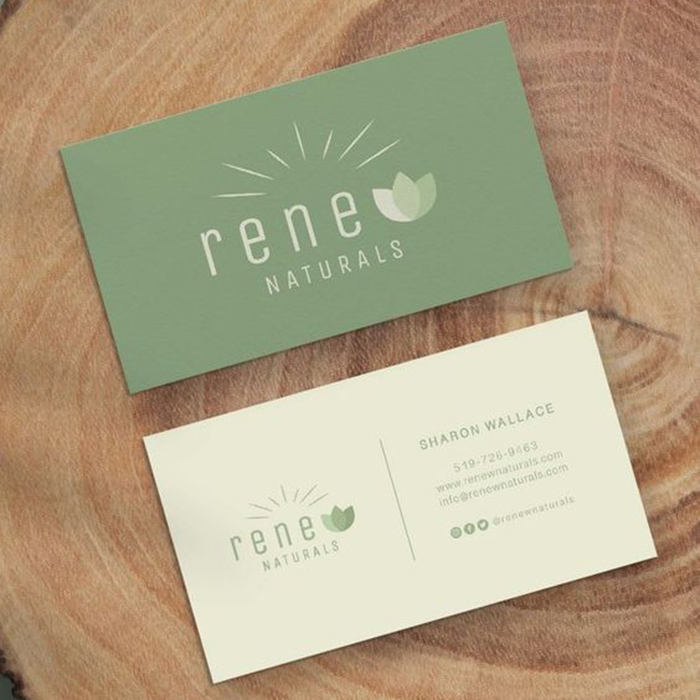 rene
NATURALS
SHARON WALLACE
519-726-9463
www.renewnaturals.com
info@renewnaturals.com
rene
NATURALS
@renewnaturals